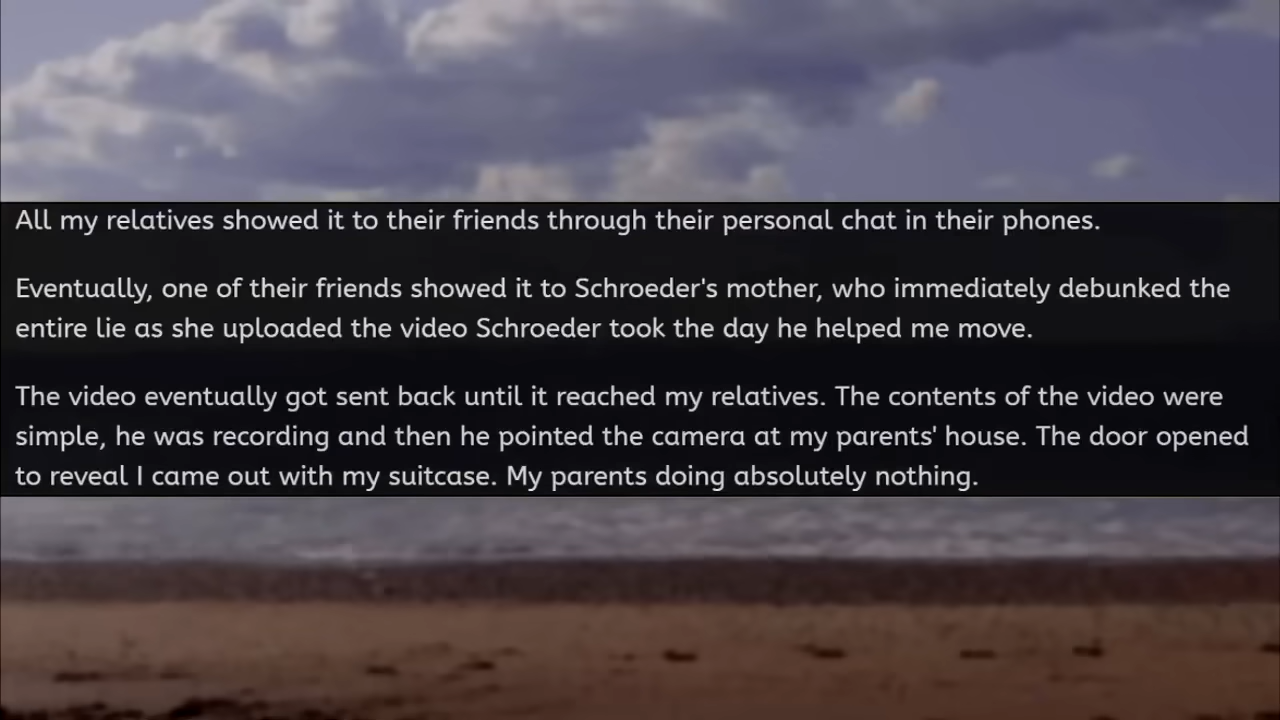 All my relatives showed it to their friends through their personal chat in their phones.
Eventually, one of their friends showed it to Schroeder's mother, who immediately debunked the
entire lie as she uploaded the video Schroeder took the day he helped me move.
The video eventually got sent back until it reached my relatives. The contents of the video were
simple, he was recording and then he pointed the camera at my parents' house. The door opened
to reveal I came out with my suitcase. My parents doing absolutely nothing.